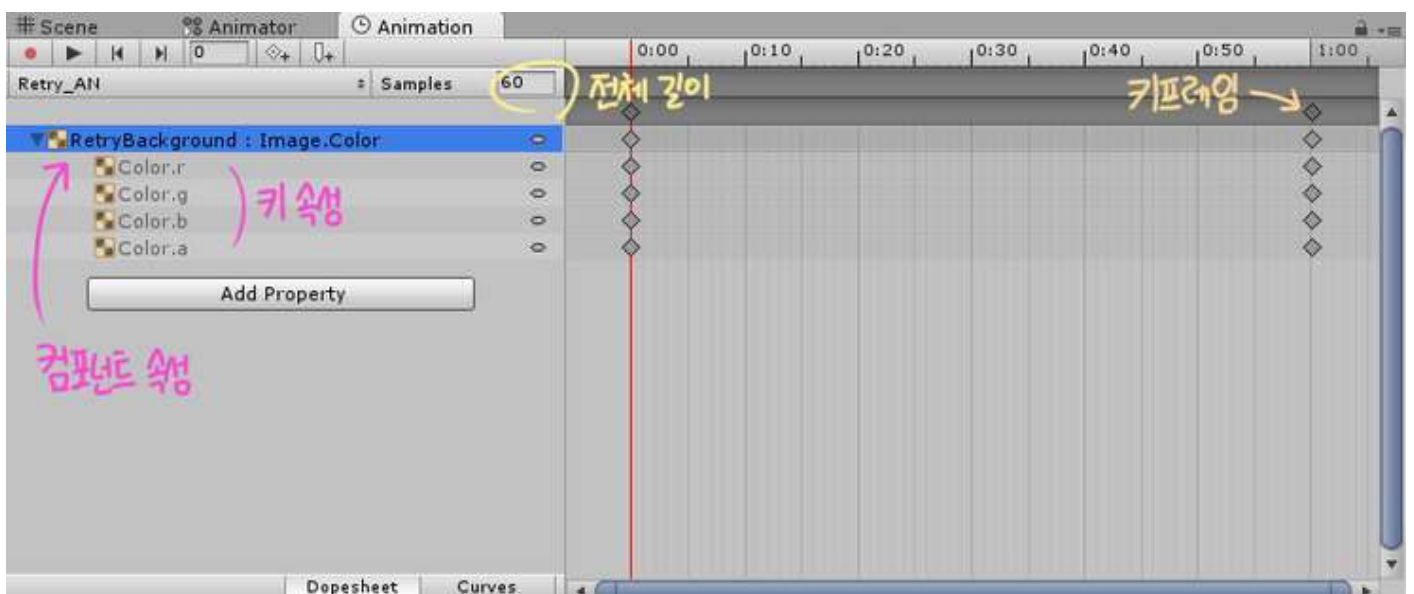 Scene Animator Animation
0 0:00 0:10 0:20 0:30 0:40 0:50 1:00
Retry_AN Samples 60 전체 길이 키프레임
RetryBackground : Image.Color
Color.r
Color.g 키 속성
Color.b
Color.a
Add Property
컴포넌트 속성
Dopesheet Curves